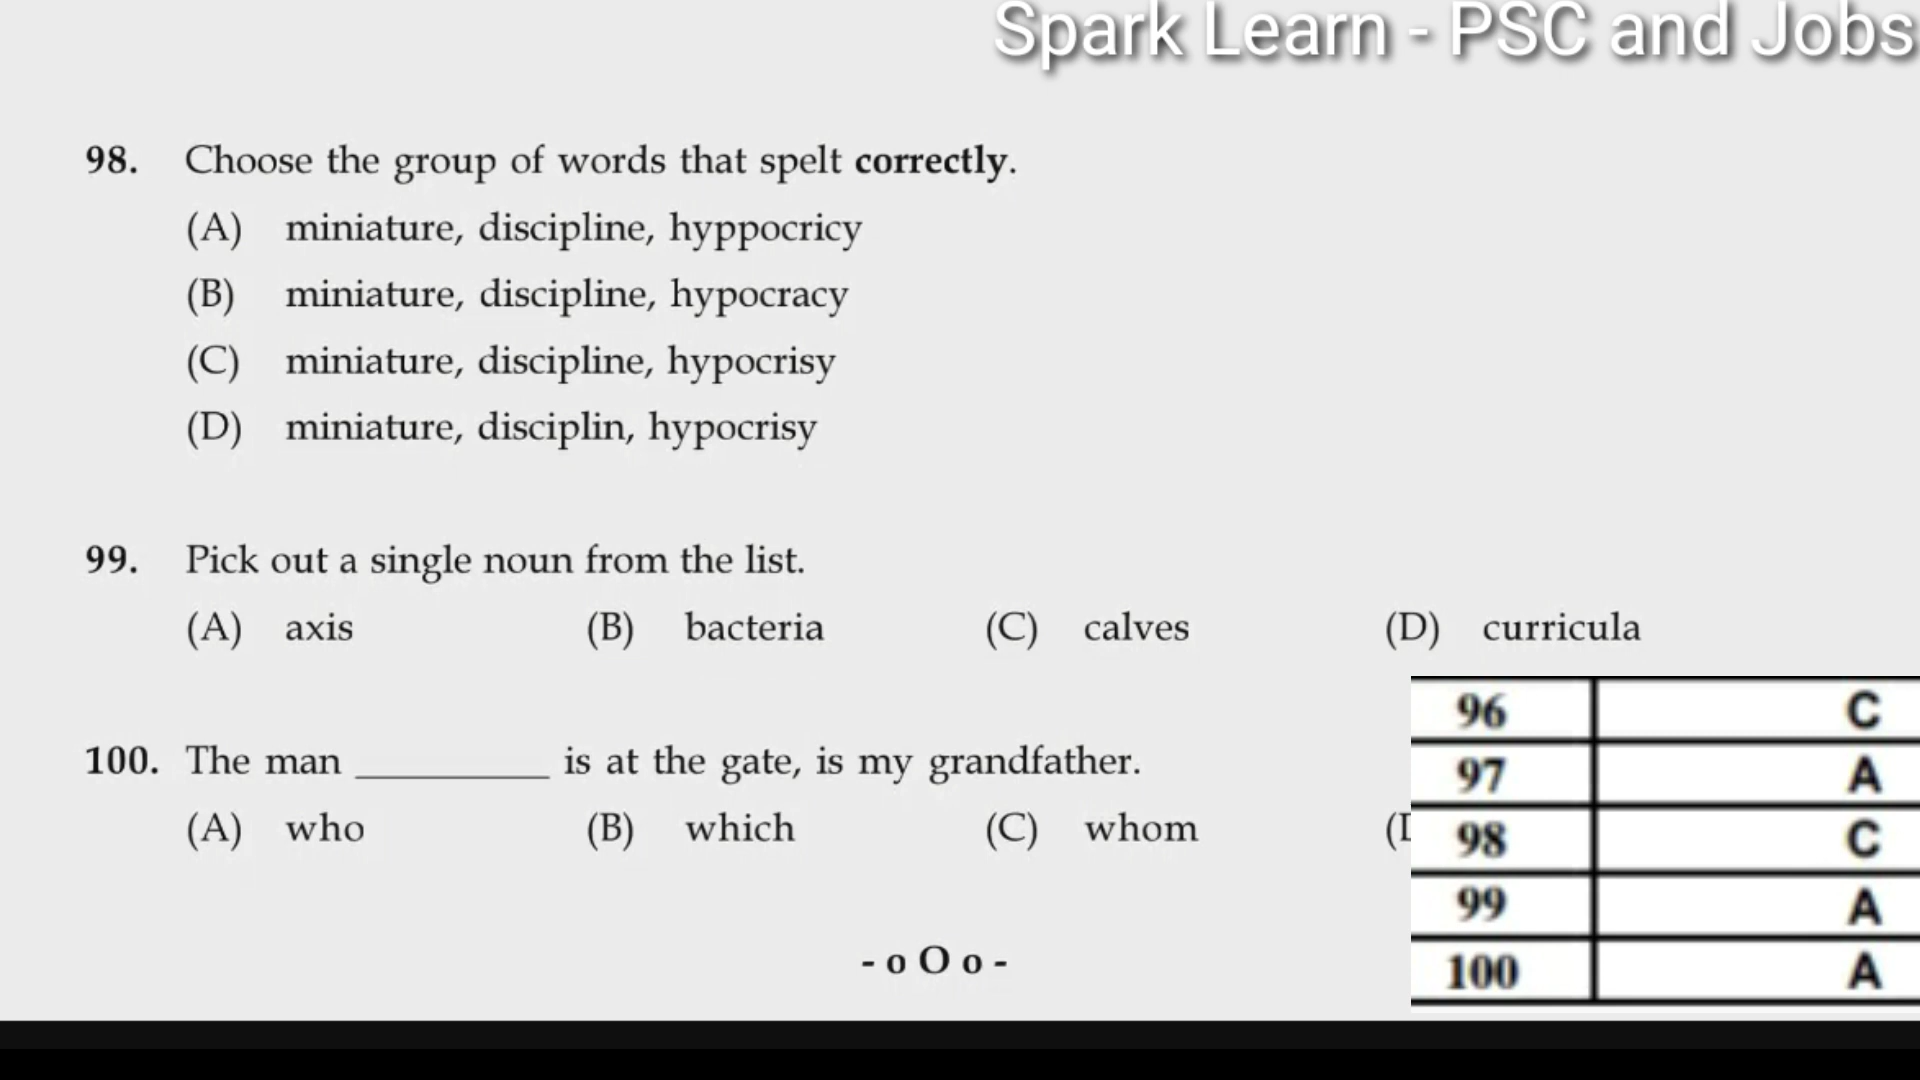 Spark Learn - PSC and Jobs
98. Choose the group of words that spelt correctly.
(A) miniature, discipline, hyppocricy
(B) miniature, discipline, hypocracy
(C) miniature, discipline, hypocrisy
(D) miniature, disciplin, hypocrisy
99. Pick out a single noun from the list.
(A) axis (B) bacteria (C) calves (D) curricula
100. The man __________ is at the gate, is my grandfather.
(A) who (B) which (C) whom
- o O o -
96 C
97 A
98 C
99 A
100 A